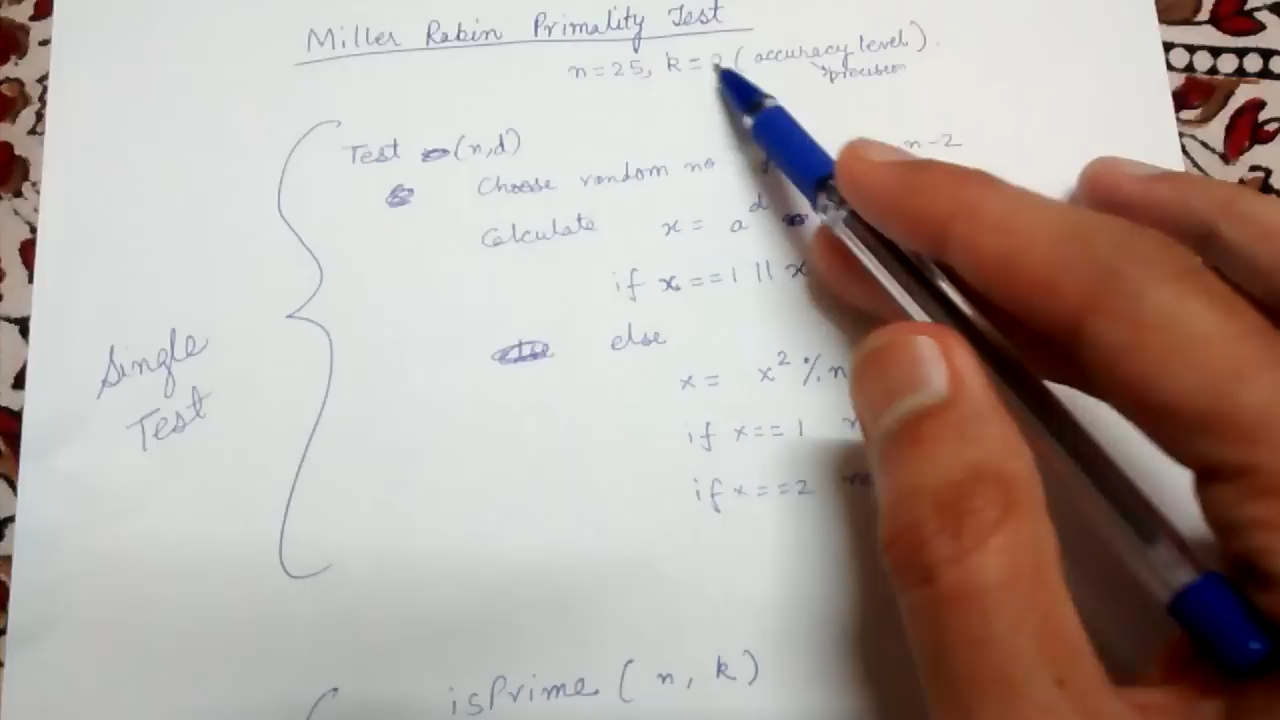 Miller Rabin Primality Test
n=25, k= (accuracy level).
precision
Test (n,d)
Choose random no n-2
Calculate x = a^d
if x==1 || x
else
x = x² % n
if x==1
if x==2
Single
Test
isPrime (n, k)